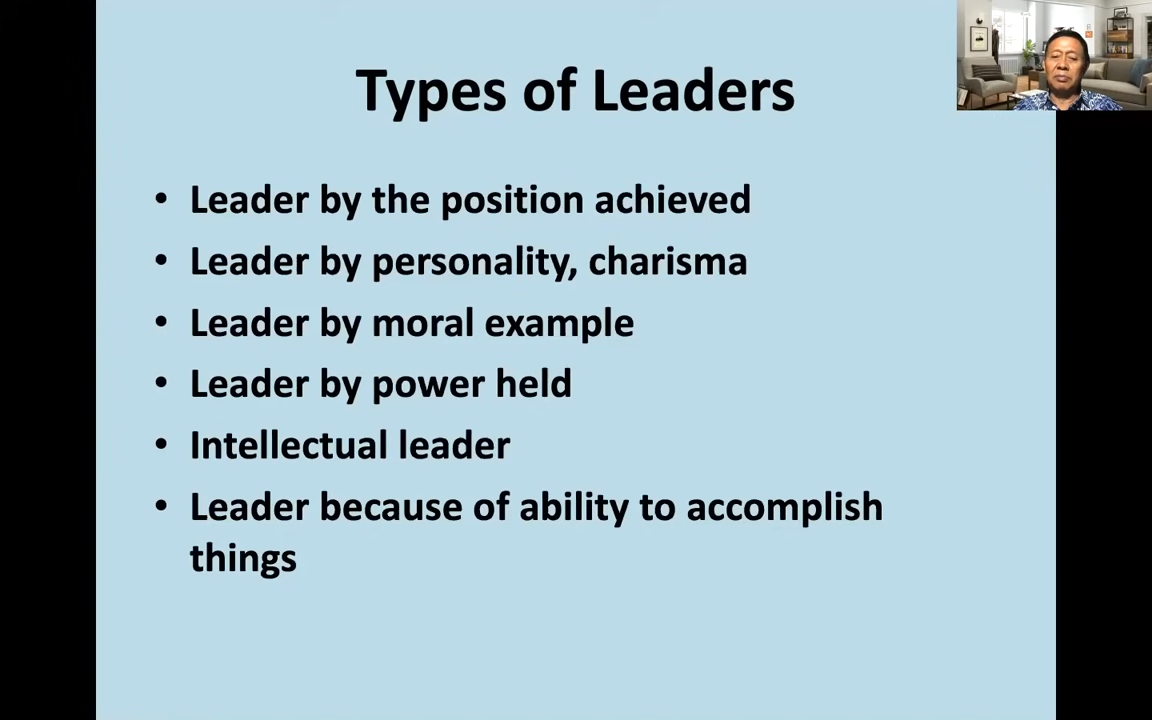 Types of Leaders
• Leader by the position achieved
• Leader by personality, charisma
• Leader by moral example
• Leader by power held
• Intellectual leader
• Leader because of ability to accomplish
things